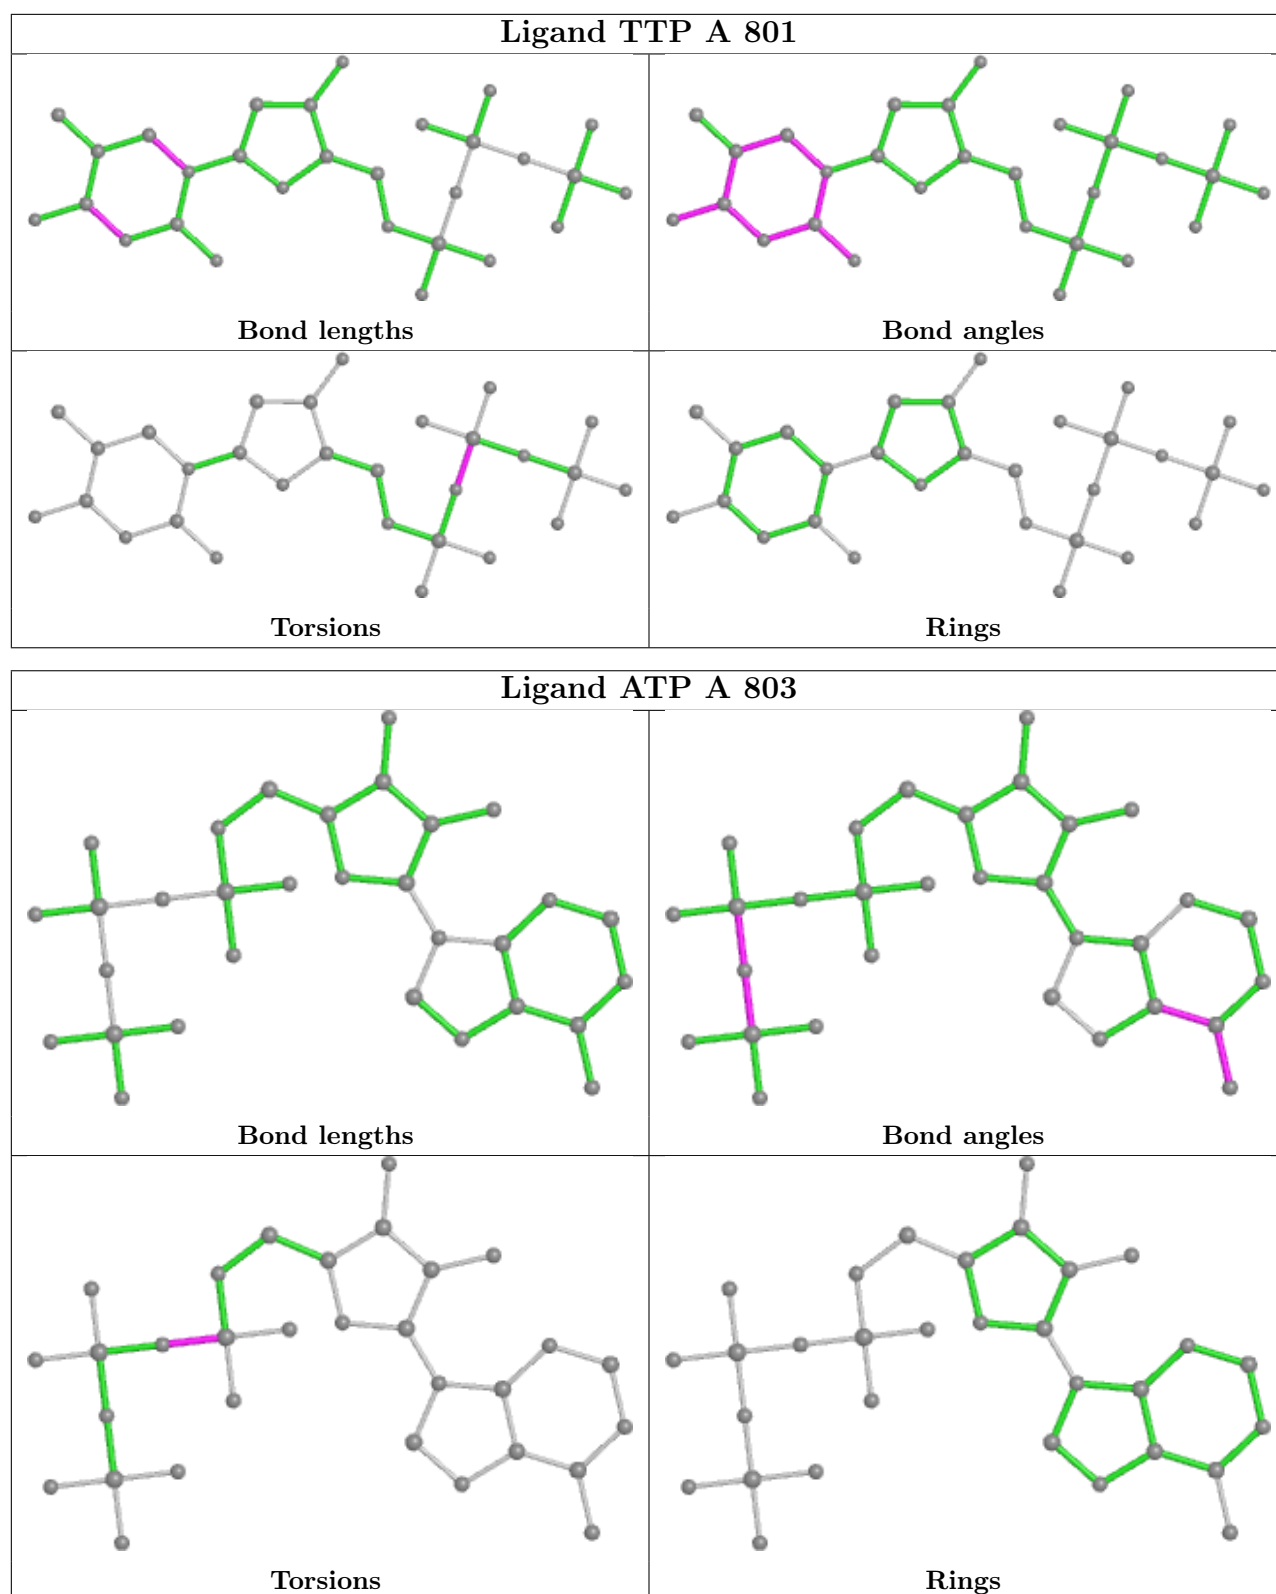 Ligand TTP A 801
Bond lengths
Bond angles
Torsions
Rings
Ligand ATP A 803
Bond lengths
Bond angles
Torsions
Rings